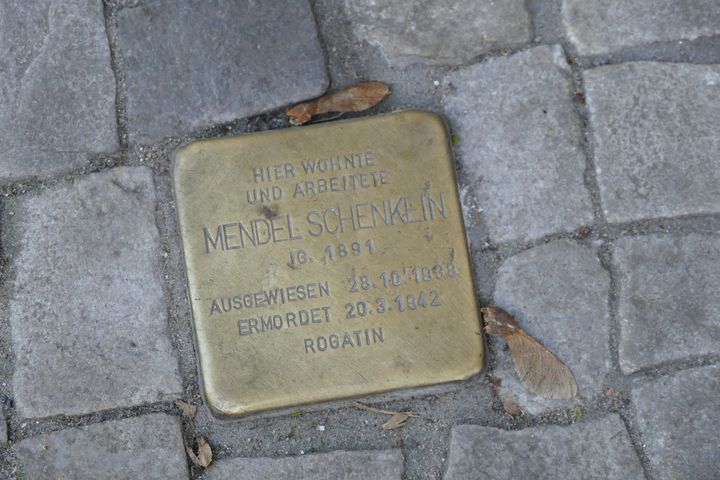 HIER WOHNTE
UND ARBEITETE
MENDEL SCHENKEIN
JG. 1891
AUSGEWIESEN 28.10.1938
ERMORDET 20.3.1942
ROGATIN